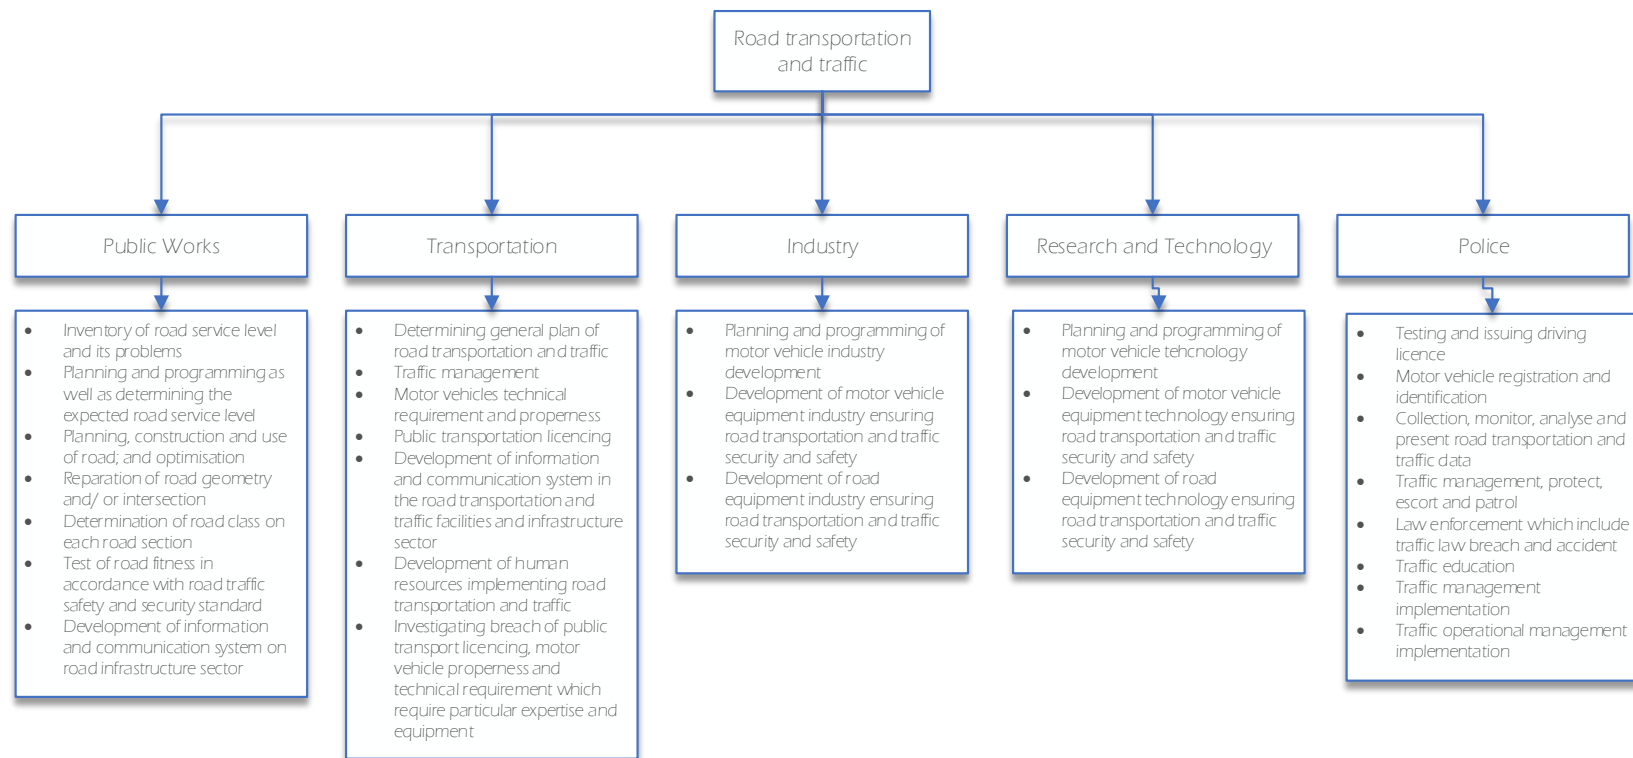 Road transportation
and traffic
Public Works
Transportation
Industry
Research and Technology
Police
• Inventory of road service level
and its problems
• Planning and programming as
well as determining the
expected road service level
• Planning, construction and use
of road; and optimisation
• Reparation of road geometry
and/ or intersection
• Determination of road class on
each road section
• Test of road fitness in
accordance with road traffic
safety and security standard
• Development of information
and communication system on
road infrastructure sector
• Determining general plan of
road transportation and traffic
• Traffic management
• Motor vehicles technical
requirement and properness
• Public transportation licencing
• Development of information
and communication system in
the road transportation and
traffic facilities and infrastructure
sector
• Development of human
resources implementing road
transportation and traffic
• Investigating breach of public
transport licencing, motor
vehicle properness and
technical requirement which
require particular expertise and
equipment
• Planning and programming of
motor vehicle industry
development
• Development of motor vehicle
equipment industry ensuring
road transportation and traffic
security and safety
• Development of road
equipment industry ensuring
road transportation and traffic
security and safety
• Planning and programming of
motor vehicle tehcnology
development
• Development of motor vehicle
equipment technology ensuring
road transportation and traffic
security and safety
• Development of road
equipment technology ensuring
road transportation and traffic
security and safety
• Testing and issuing driving
licence
• Motor vehicle registration and
identification
• Collection, monitor, analyse and
present road transportation and
traffic data
• Traffic management, protect,
escort and patrol
• Law enforcement which include
traffic law breach and accident
• Traffic education
• Traffic management
implementation
• Traffic operational management
implementation